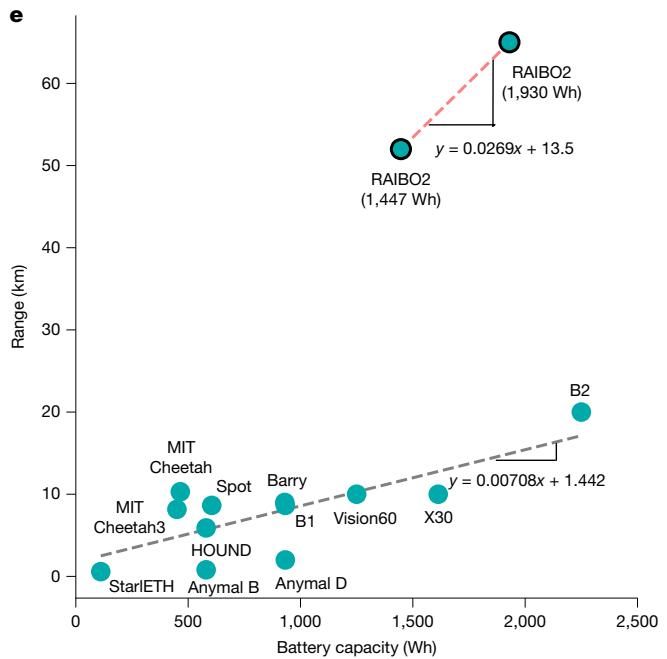 e
60
50
40
30
20
10
0
Range (km)
RAIBO2
(1,930 Wh)
y = 0.0269x + 13.5
RAIBO2
(1,447 Wh)
B2
MIT
Cheetah
Spot
Barry
y = 0.00708x + 1.442
MIT
Cheetah3
B1
Vision60
X30
HOUND
StarlETH
Anymal B
Anymal D
0
500
1,000
1,500
2,000
2,500
Battery capacity (Wh)